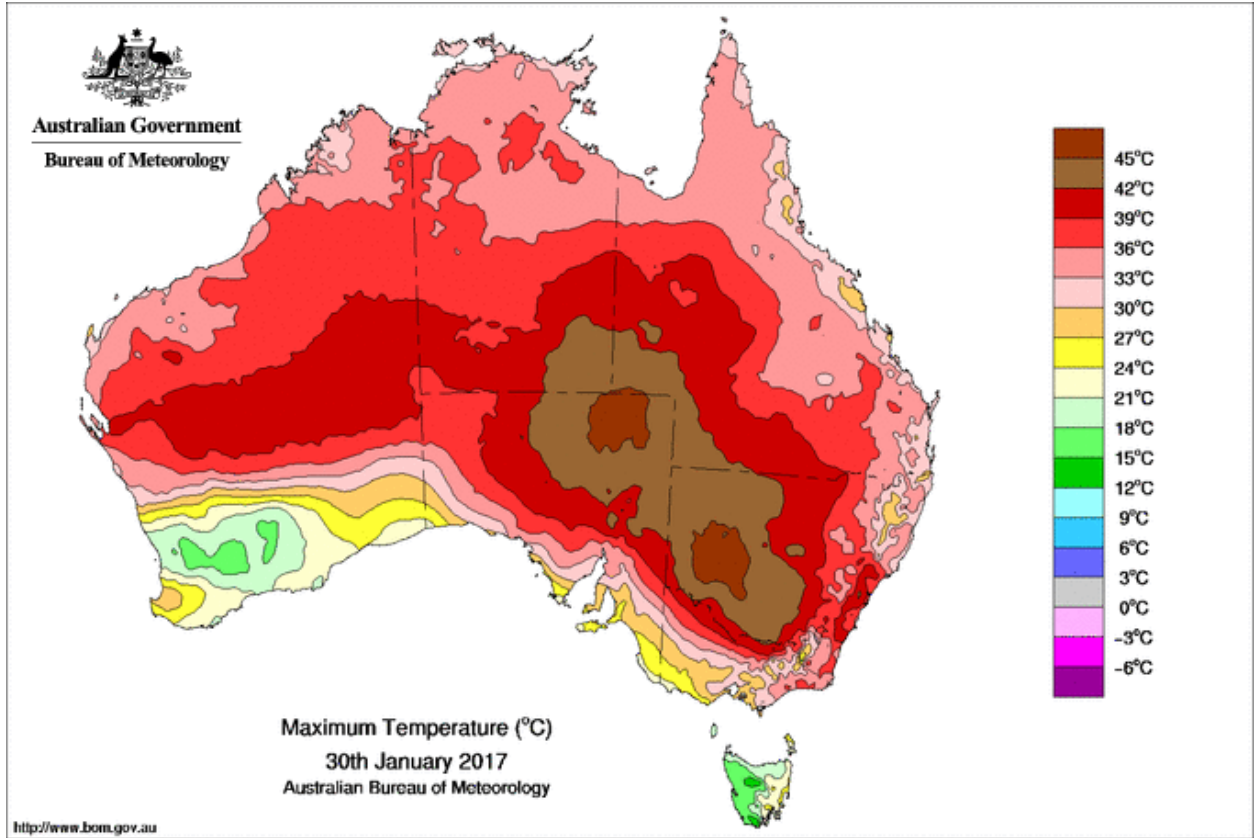 Australian Government
Bureau of Meteorology
45°C
42°C
39°C
36°C
33°C
30°C
27°C
24°C
21°C
18°C
15°C
12°C
9°C
6°C
3°C
0°C
-3°C
-6°C
Maximum Temperature (°C)
30th January 2017
Australian Bureau of Meteorology
http://www.bom.gov.au